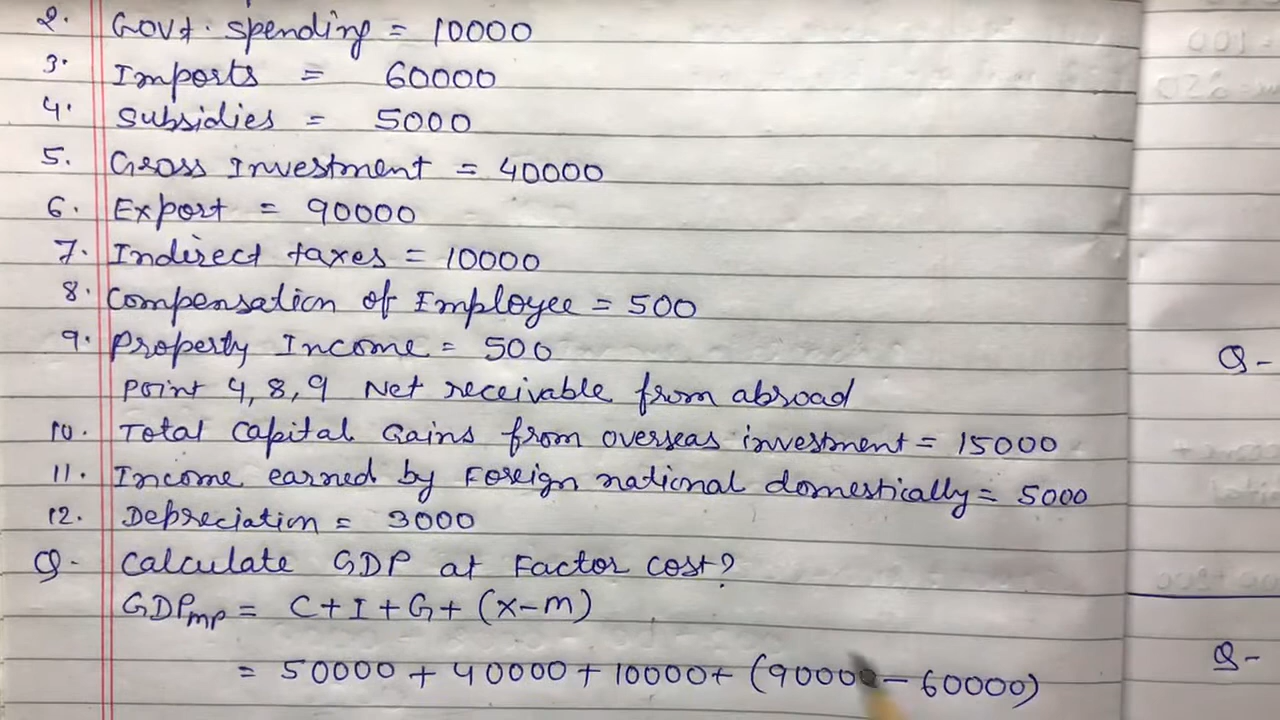 2. Govt. spending = 10000
3. Imports = 60000
4. Subsidies = 5000
5. Gross Investment = 40000
6. Export = 90000
7. Indirect taxes = 10000
8. Compensation of Employee = 500
9. Property Income = 500
Point 4, 8, 9 Net receivable from abroad
10. Total Capital Gains from overseas investment = 15000
11. Income earned by Foreign national domestically = 5000
12. Depreciation = 3000
Q- Calculate GDP at Factor cost?
GDPmp = C+I+G+(X-m)
= 50000 + 40000 + 10000+ (90000 - 60000)
Q-
Q-